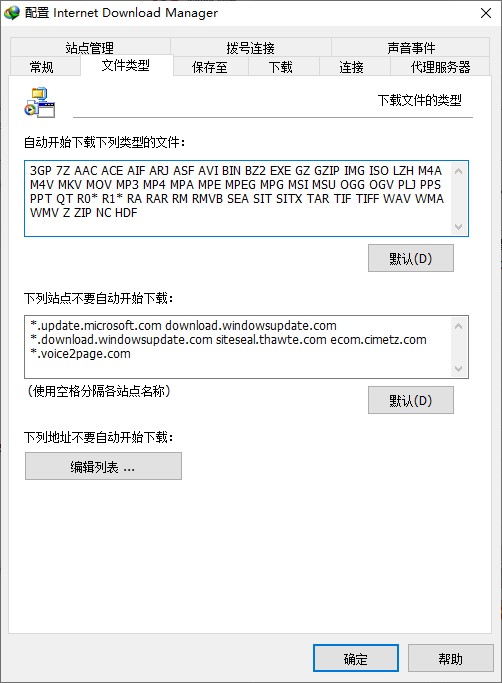 配置 Internet Download Manager
站点管理 拨号连接 声音事件
常规 文件类型 保存至 下载 连接 代理服务器
下载文件的类型
自动开始下载下列类型的文件：
3GP 7Z AAC ACE AIF ARJ ASF AVI BIN BZ2 EXE GZ GZIP IMG ISO LZH M4A
M4V MKV MOV MP3 MP4 MPA MPE MPEG MPG MSI MSU OGG OGV PLJ PPS
PPT QT R0* R1* RA RAR RM RMVB SEA SIT SITX TAR TIF TIFF WAV WMA
WMV Z ZIP NC HDF
默认(D)
下列站点不要自动开始下载：
*.update.microsoft.com download.windowsupdate.com
*.download.windowsupdate.com siteseal.thawte.com ecom.cimetz.com
*.voice2page.com
（使用空格分隔各站点名称）
默认(D)
下列地址不要自动开始下载：
编辑列表 ...
确定 帮助